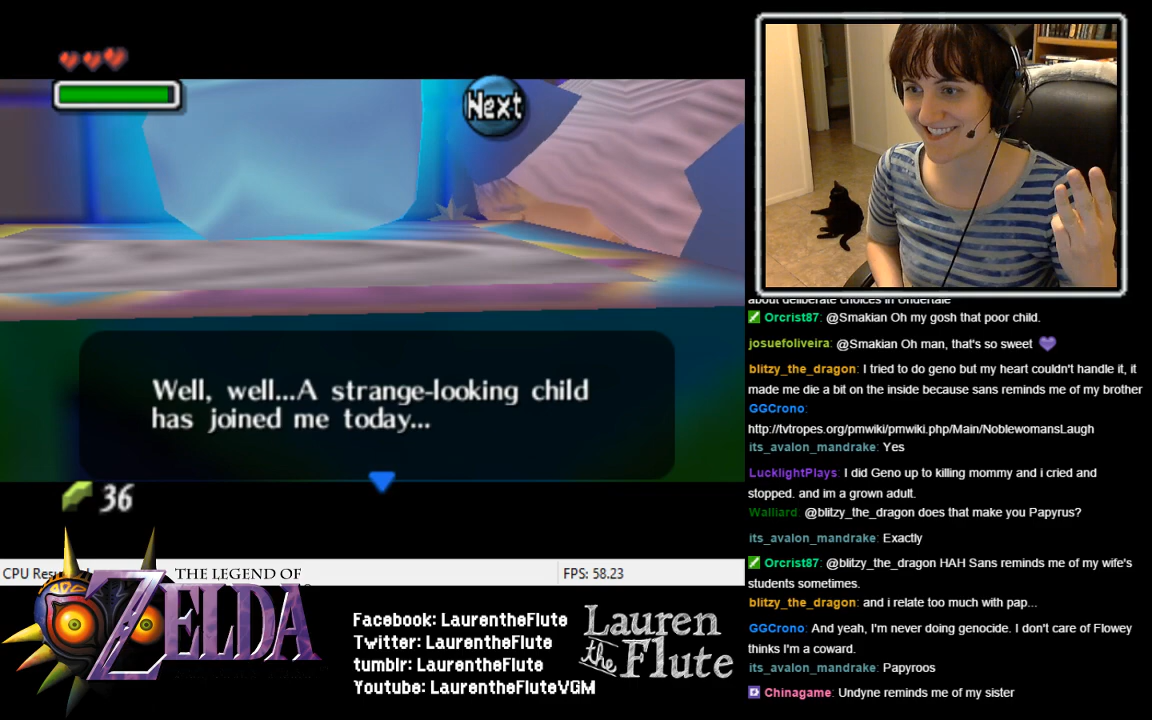 Next
Well, well...A strange-looking child
has joined me today...
36
CPU
FPS: 58.23
THE LEGEND OF
ZELDA
Facebook: LaurentheFlute
Twitter: LaurentheFlute
tumblr: LaurentheFlute
Youtube: LaurentheFluteVGM
Lauren
the Flute
about deliberate choices in Undertale
Orcrist87: @Smakian Oh my gosh that poor child.
josuefoliveira: @Smakian Oh man, that's so sweet
blitzy_the_dragon: I tried to do geno but my heart couldn't handle it, it
made me die a bit on the inside because sans reminds me of my brother
GGCrono:
http://tvtropes.org/pmwiki/pmwiki.php/Main/NoblewomansLaugh
its_avalon_mandrake: Yes
LucklightPlays: I did Geno up to killing mommy and i cried and
stopped. and im a grown adult.
Walliard: @blitzy_the_dragon does that make you Papyrus?
its_avalon_mandrake: Exactly
Orcrist87: @blitzy_the_dragon HAH Sans reminds me of my wife's
students sometimes.
blitzy_the_dragon: and i relate too much with pap...
GGCrono: And yeah, I'm never doing genocide. I don't care of Flowey
thinks I'm a coward.
its_avalon_mandrake: Papyroos
Chinagame: Undyne reminds me of my sister